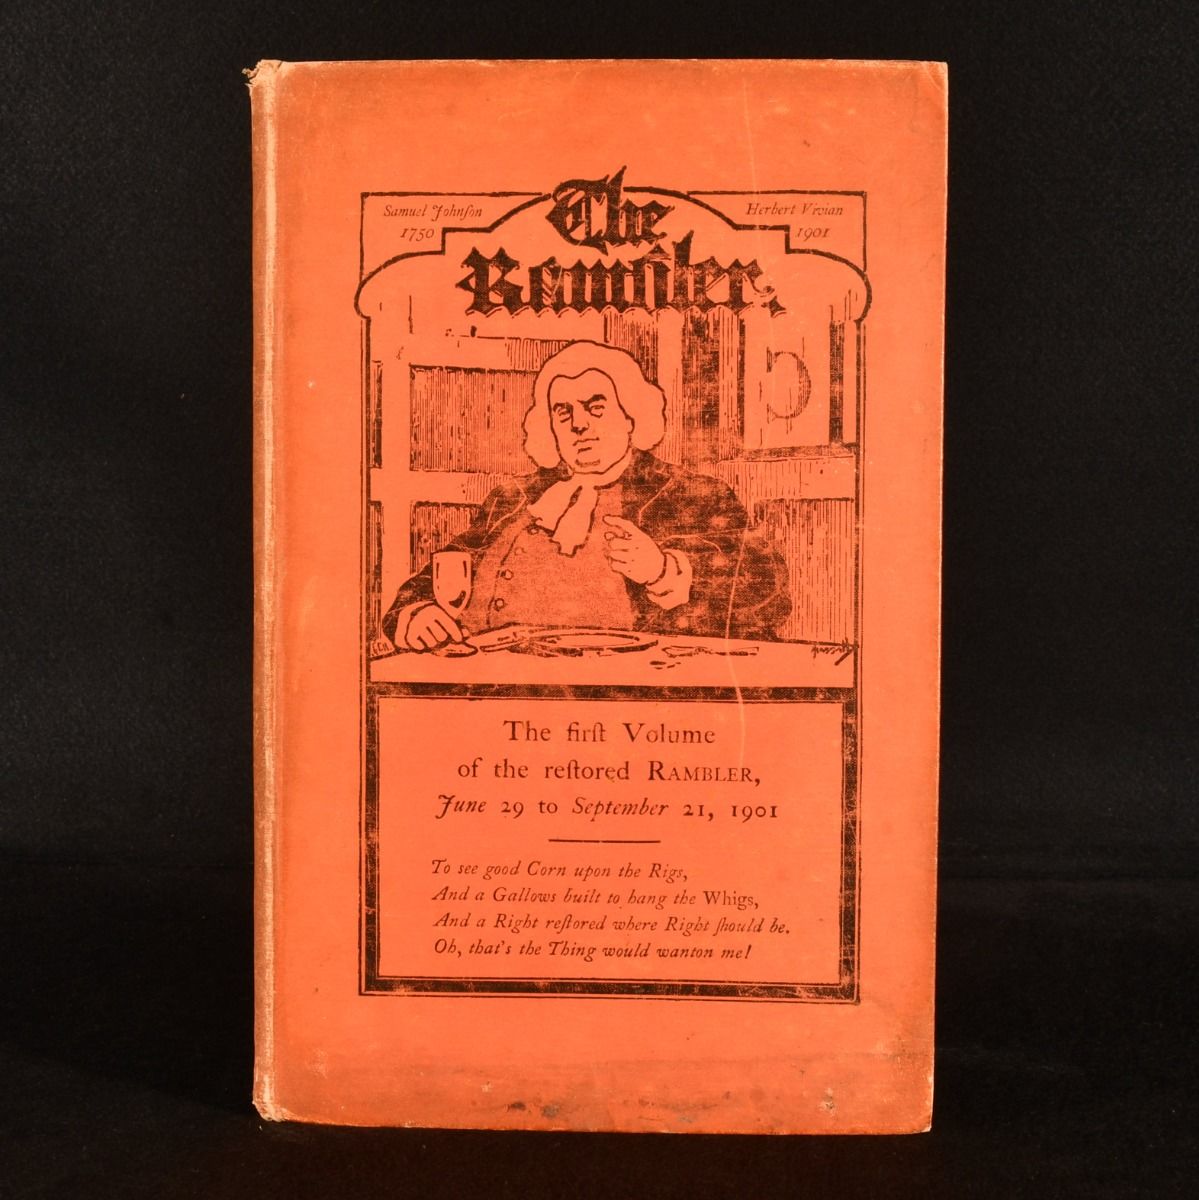 Samuel Johnſon
1750
Herbert Vivian
1901
The
Rambler.
The firſt Volume
of the reſtored RAMBLER,
June 29 to September 21, 1901
To see good Corn upon the Rigs,
And a Gallows built to hang the Whigs,
And a Right reſtored where Right ſhould be.
Oh, that's the Thing would wanton me!